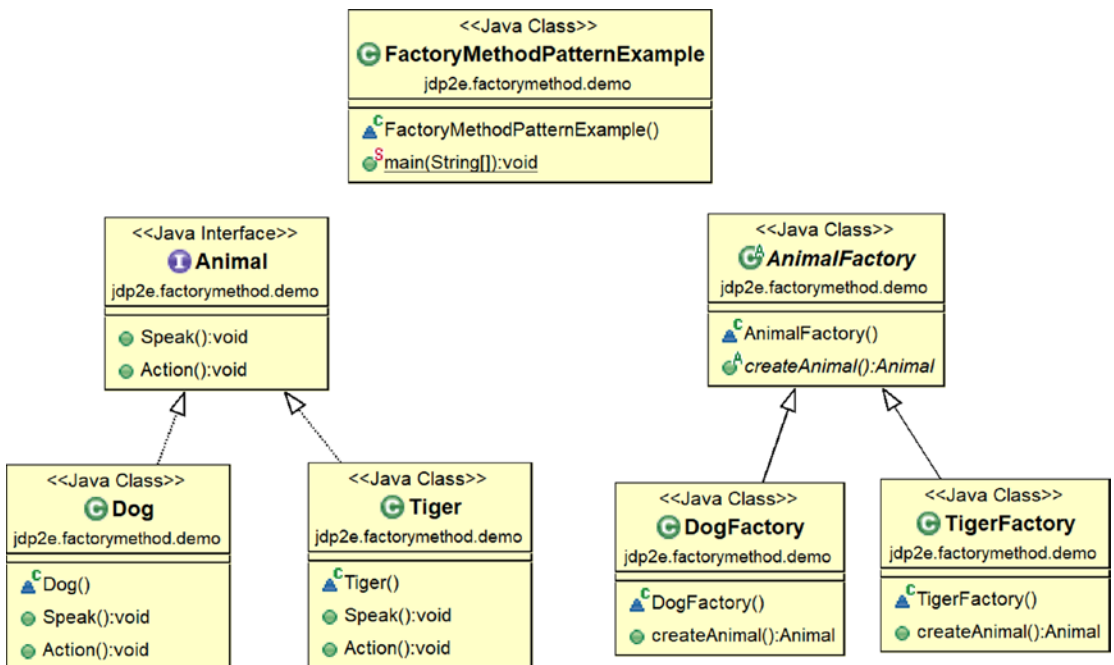 <<Java Class>>
FactoryMethodPatternExample
jdp2e.factorymethod.demo
FactoryMethodPatternExample()
main(String[]):void
<<Java Interface>>
Animal
jdp2e.factorymethod.demo
Speak():void
Action():void
<<Java Class>>
AnimalFactory
jdp2e.factorymethod.demo
AnimalFactory()
createAnimal():Animal
<<Java Class>>
Dog
jdp2e.factorymethod.demo
Dog()
Speak():void
Action():void
<<Java Class>>
Tiger
jdp2e.factorymethod.demo
Tiger()
Speak():void
Action():void
<<Java Class>>
DogFactory
jdp2e.factorymethod.demo
DogFactory()
createAnimal():Animal
<<Java Class>>
TigerFactory
jdp2e.factorymethod.demo
TigerFactory()
createAnimal():Animal